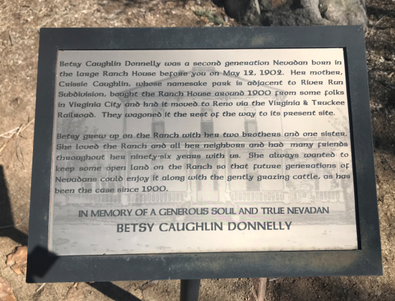 Betsy Caughlin Donnelly was a second generation Nevadan born in
the large Ranch House before you on May 12, 1902. Her mother,
Crissie Caughlin, whose namesake park is adjacent to River Run
Subdivision, bought the Ranch House around 1900 from some folks
in Virginia City and had it moved to Reno via the Virginia & Truckee
Railroad. They wagoned it the rest of the way to its present site.

Betsy grew up on the Ranch with her two brothers and one sister.
She loved the Ranch and all her neighbors and had many friends
throughout her ninety-six years with us. She always wanted to
keep some open land on the Ranch so that future generations of
Nevadans could enjoy it along with the gently grazing cattle, as has
been the case since 1900.

IN MEMORY OF A GENEROUS SOUL AND TRUE NEVADAN
BETSY CAUGHLIN DONNELLY